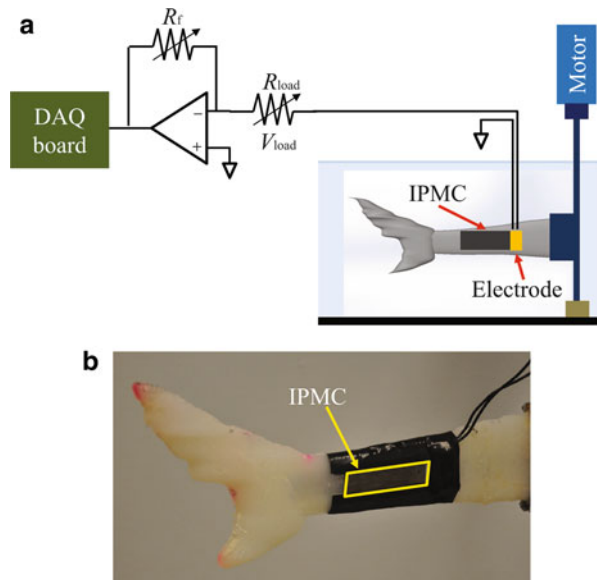 a
R_f
R_load
V_load
DAQ
board
−
+
Motor
IPMC
Electrode
b
IPMC